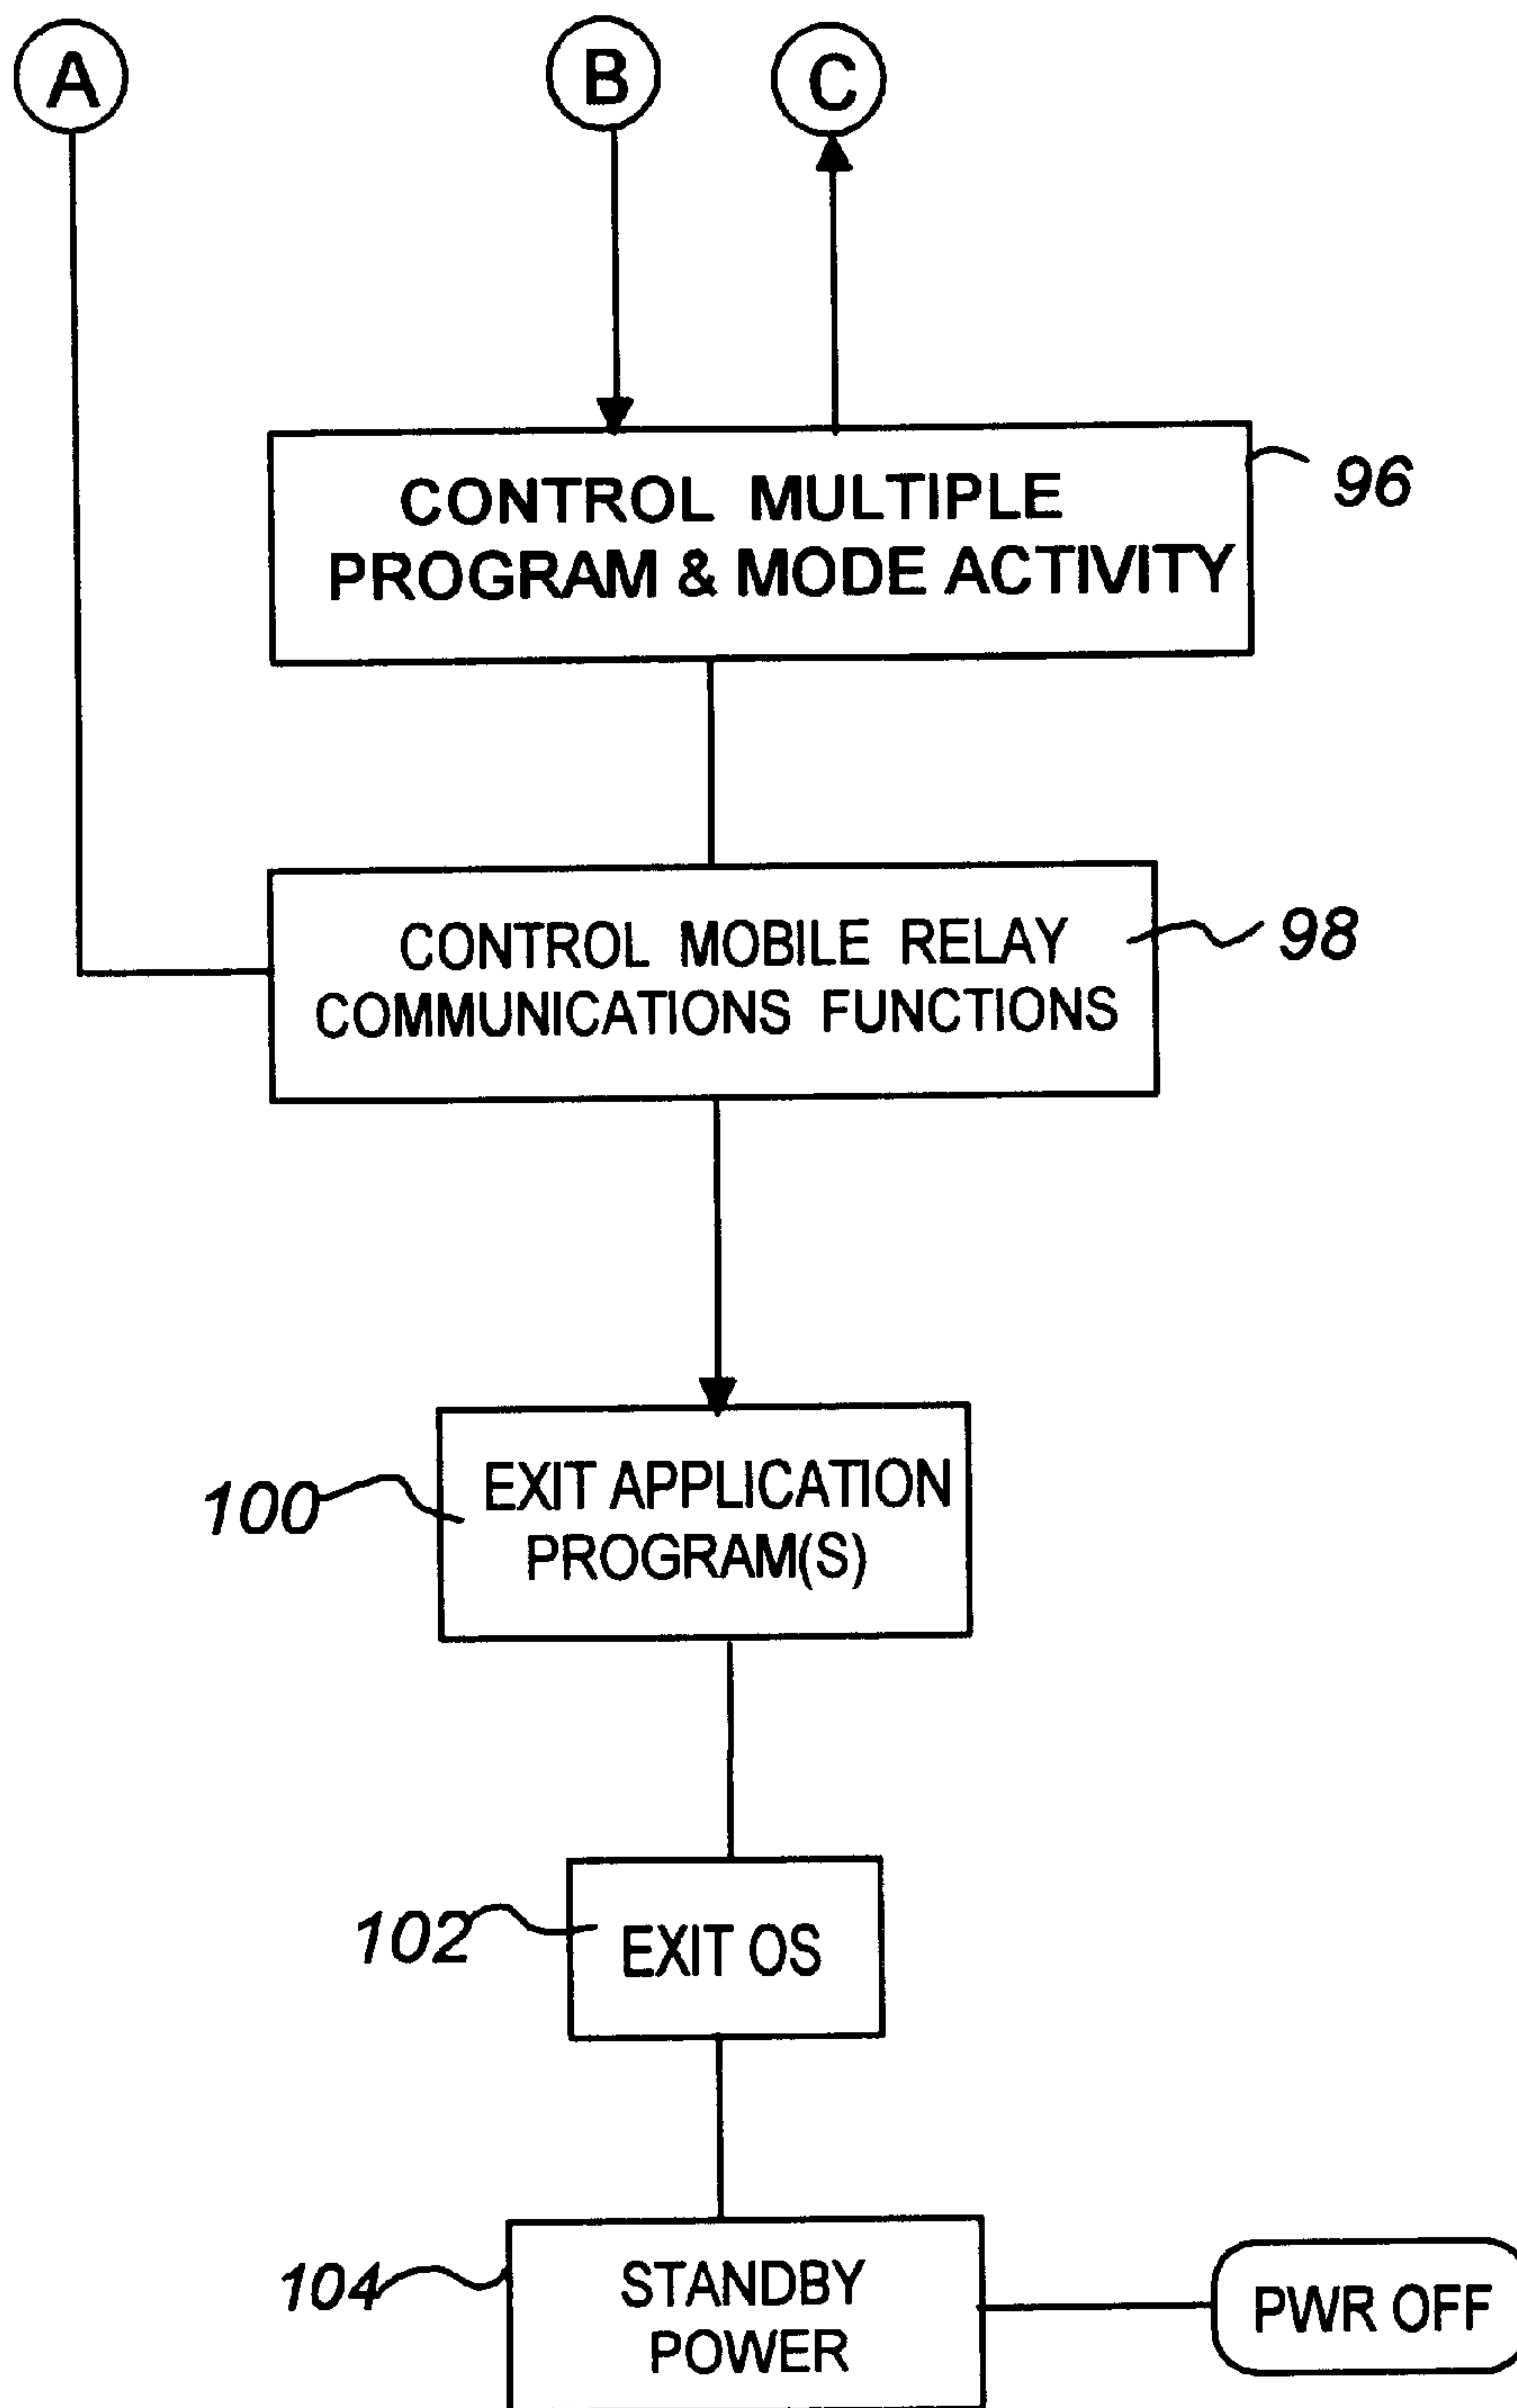 A
B
C
CONTROL MULTIPLE
PROGRAM & MODE ACTIVITY
96
CONTROL MOBILE RELAY
COMMUNICATIONS FUNCTIONS
98
100
EXIT APPLICATION
PROGRAM(S)
102
EXIT OS
104
STANDBY
POWER
PWR OFF